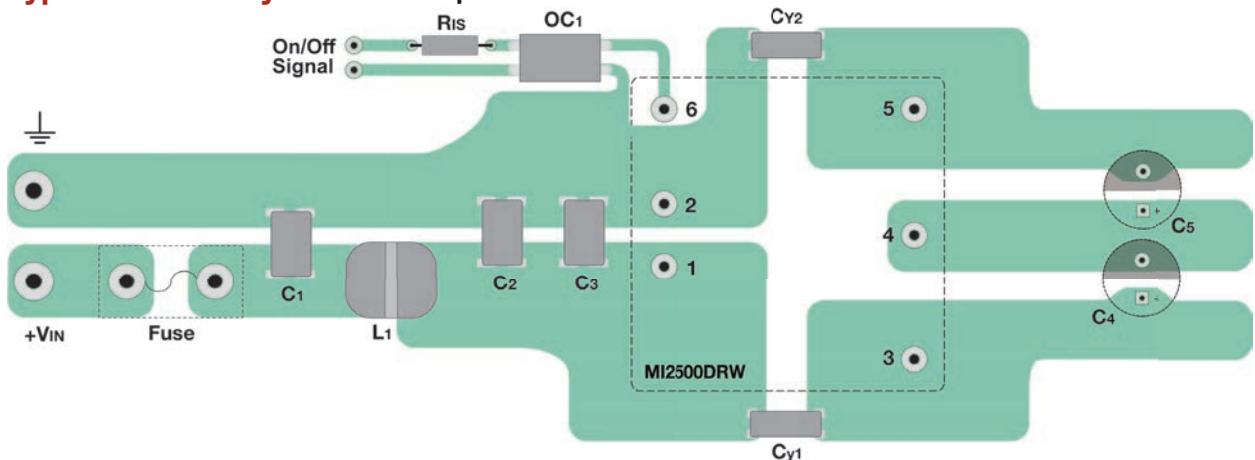 RIS
OC1
CY2
On/Off
Signal
6
5
2
4
1
C1
C2
C3
C5
C4
+VIN
Fuse
L1
3
MI2500DRW
Cy1
+
-